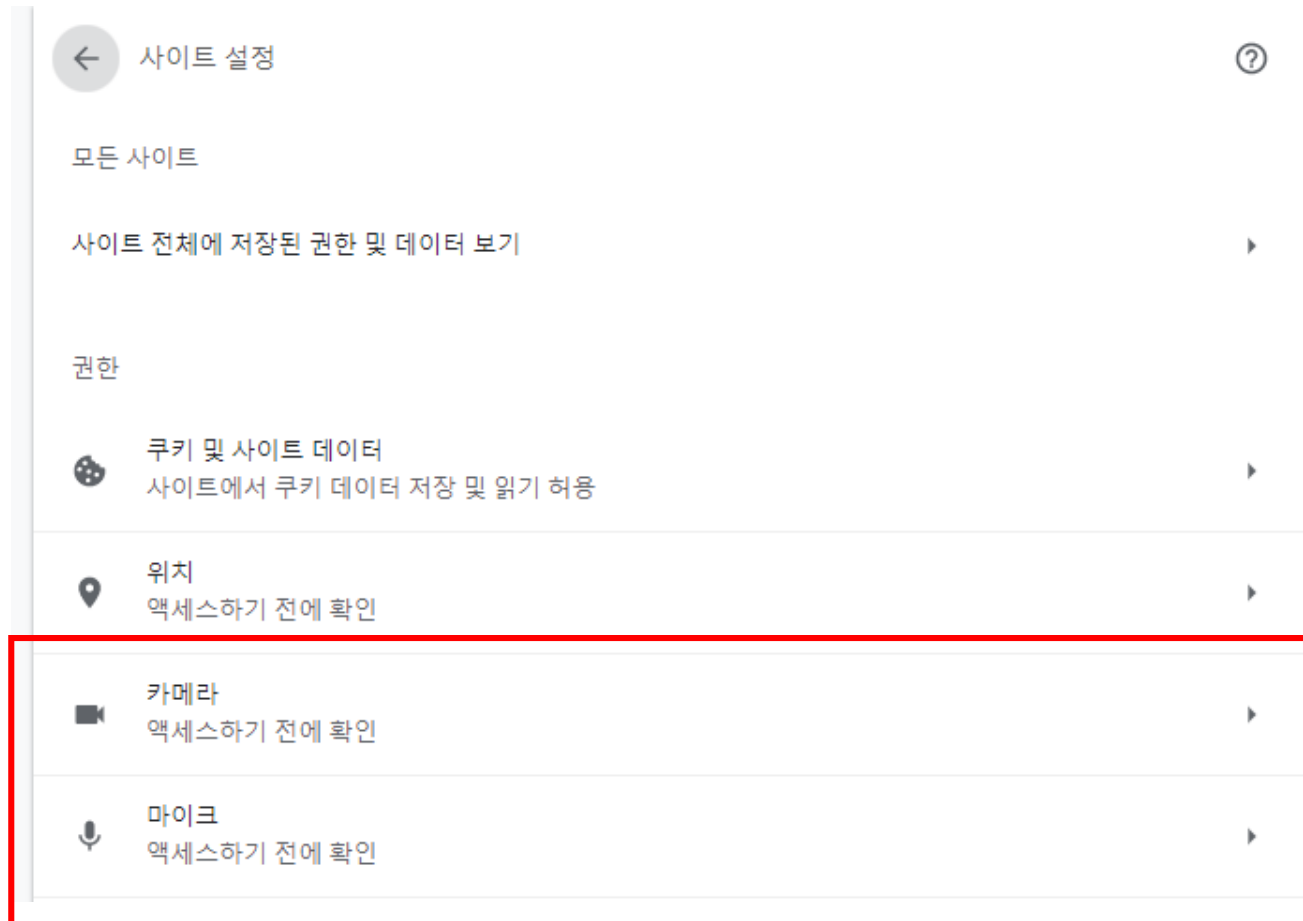 사이트 설정
모든 사이트
사이트 전체에 저장된 권한 및 데이터 보기
권한
쿠키 및 사이트 데이터
사이트에서 쿠키 데이터 저장 및 읽기 허용
위치
액세스하기 전에 확인
카메라
액세스하기 전에 확인
마이크
액세스하기 전에 확인